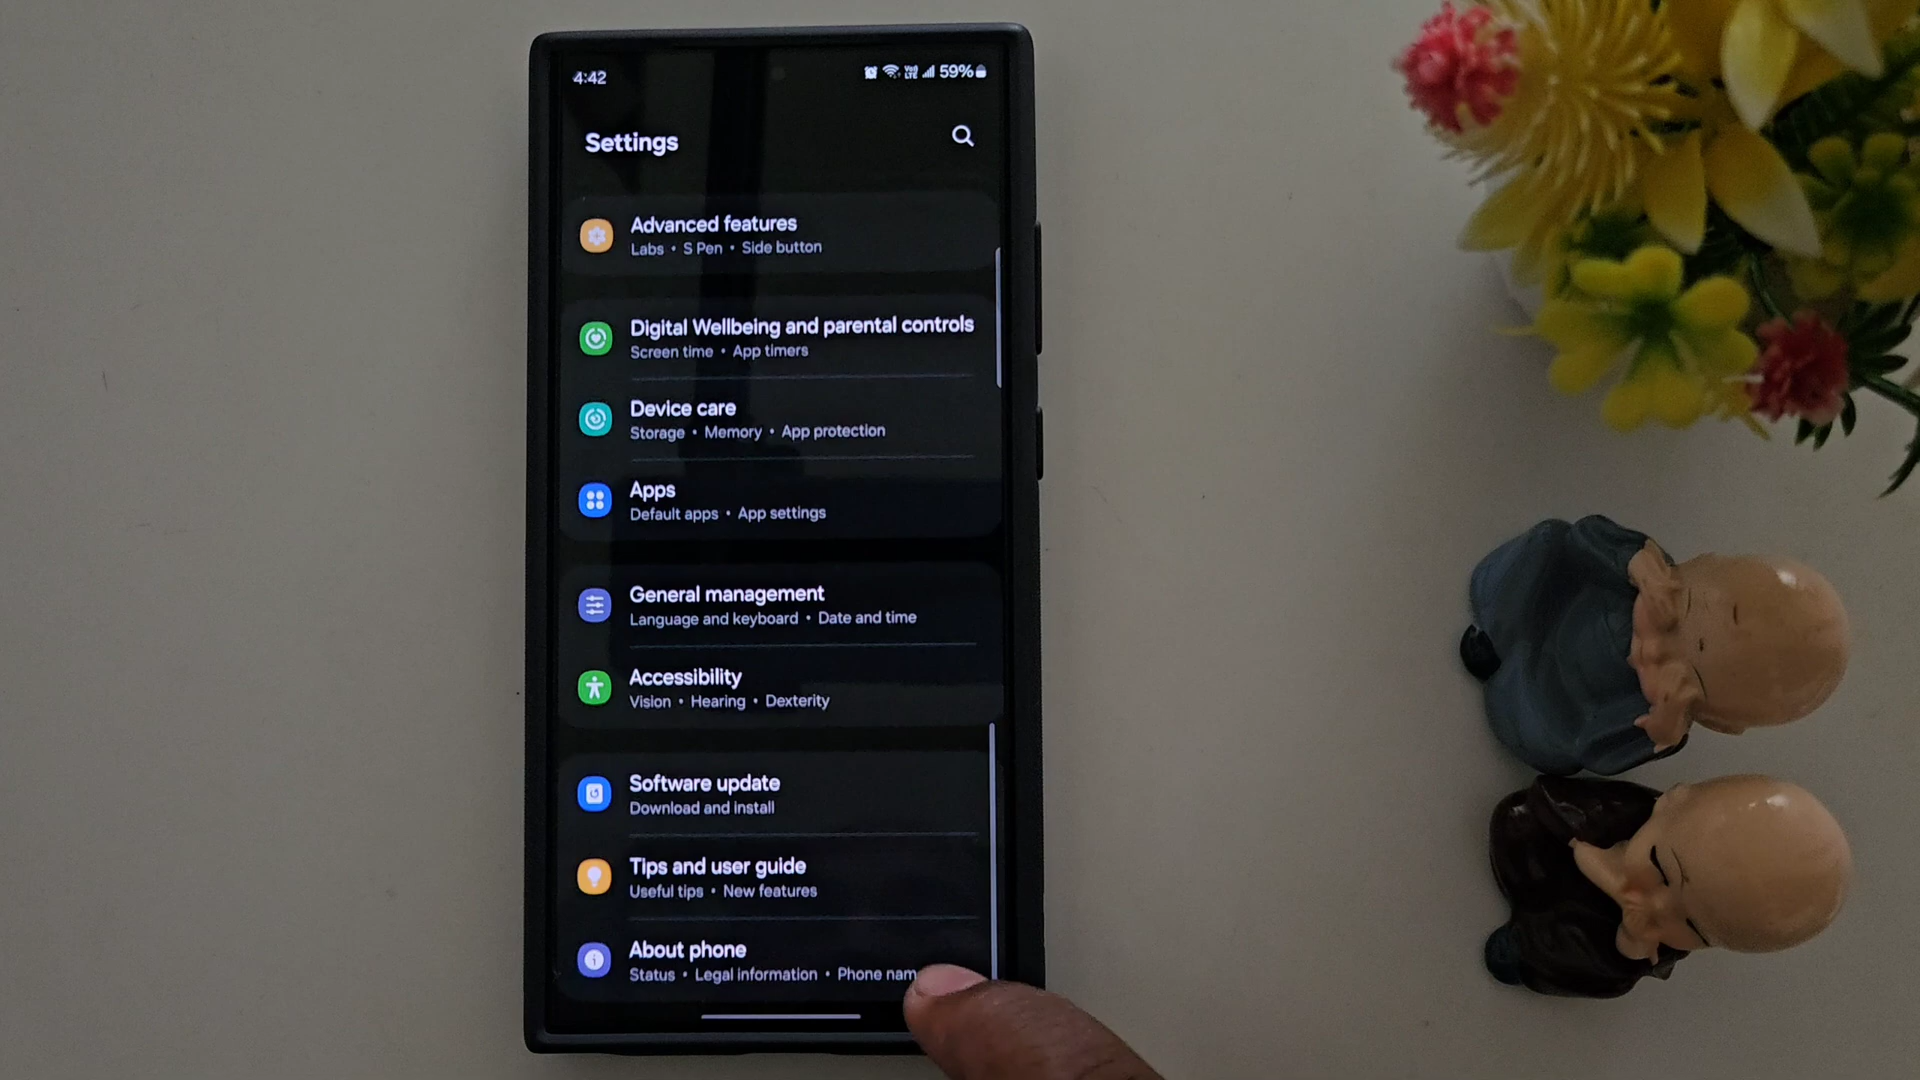 4:42
Vo) LTE 59%
Settings
Advanced features
Labs • S Pen • Side button
Digital Wellbeing and parental controls
Screen time • App timers
Device care
Storage • Memory • App protection
Apps
Default apps • App settings
General management
Language and keyboard • Date and time
Accessibility
Vision • Hearing • Dexterity
Software update
Download and install
Tips and user guide
Useful tips • New features
About phone
Status • Legal information • Phone nam